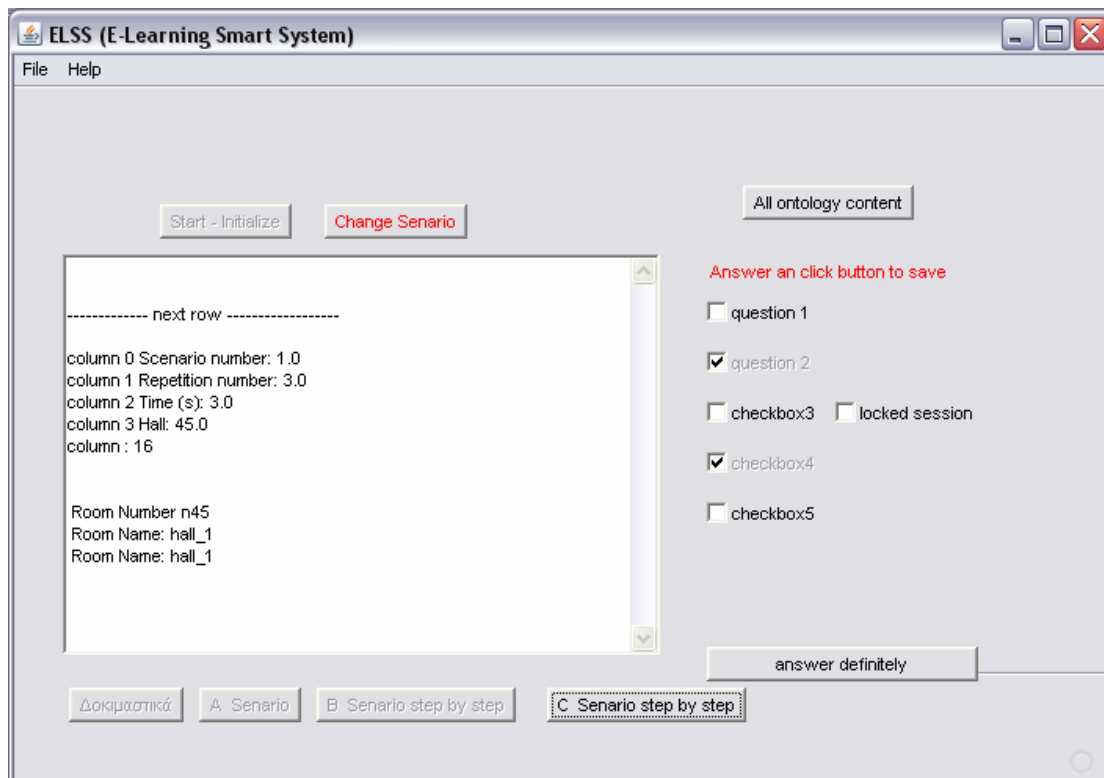 ELSS (E-Learning Smart System)
File Help
All ontology content
Start - Initialize Change Senario
Answer an click button to save
------------- next row ------------------
question 1
column 0 Scenario number: 1.0
column 1 Repetition number: 3.0
question 2
column 2 Time (s): 3.0
column 3 Hall: 45.0
checkbox3 locked session
column : 16
checkbox4
Room Number n45
checkbox5
Room Name: hall_1
Room Name: hall_1
answer definitely
Δοκιμαστικά A Senario B Senario step by step C Senario step by step